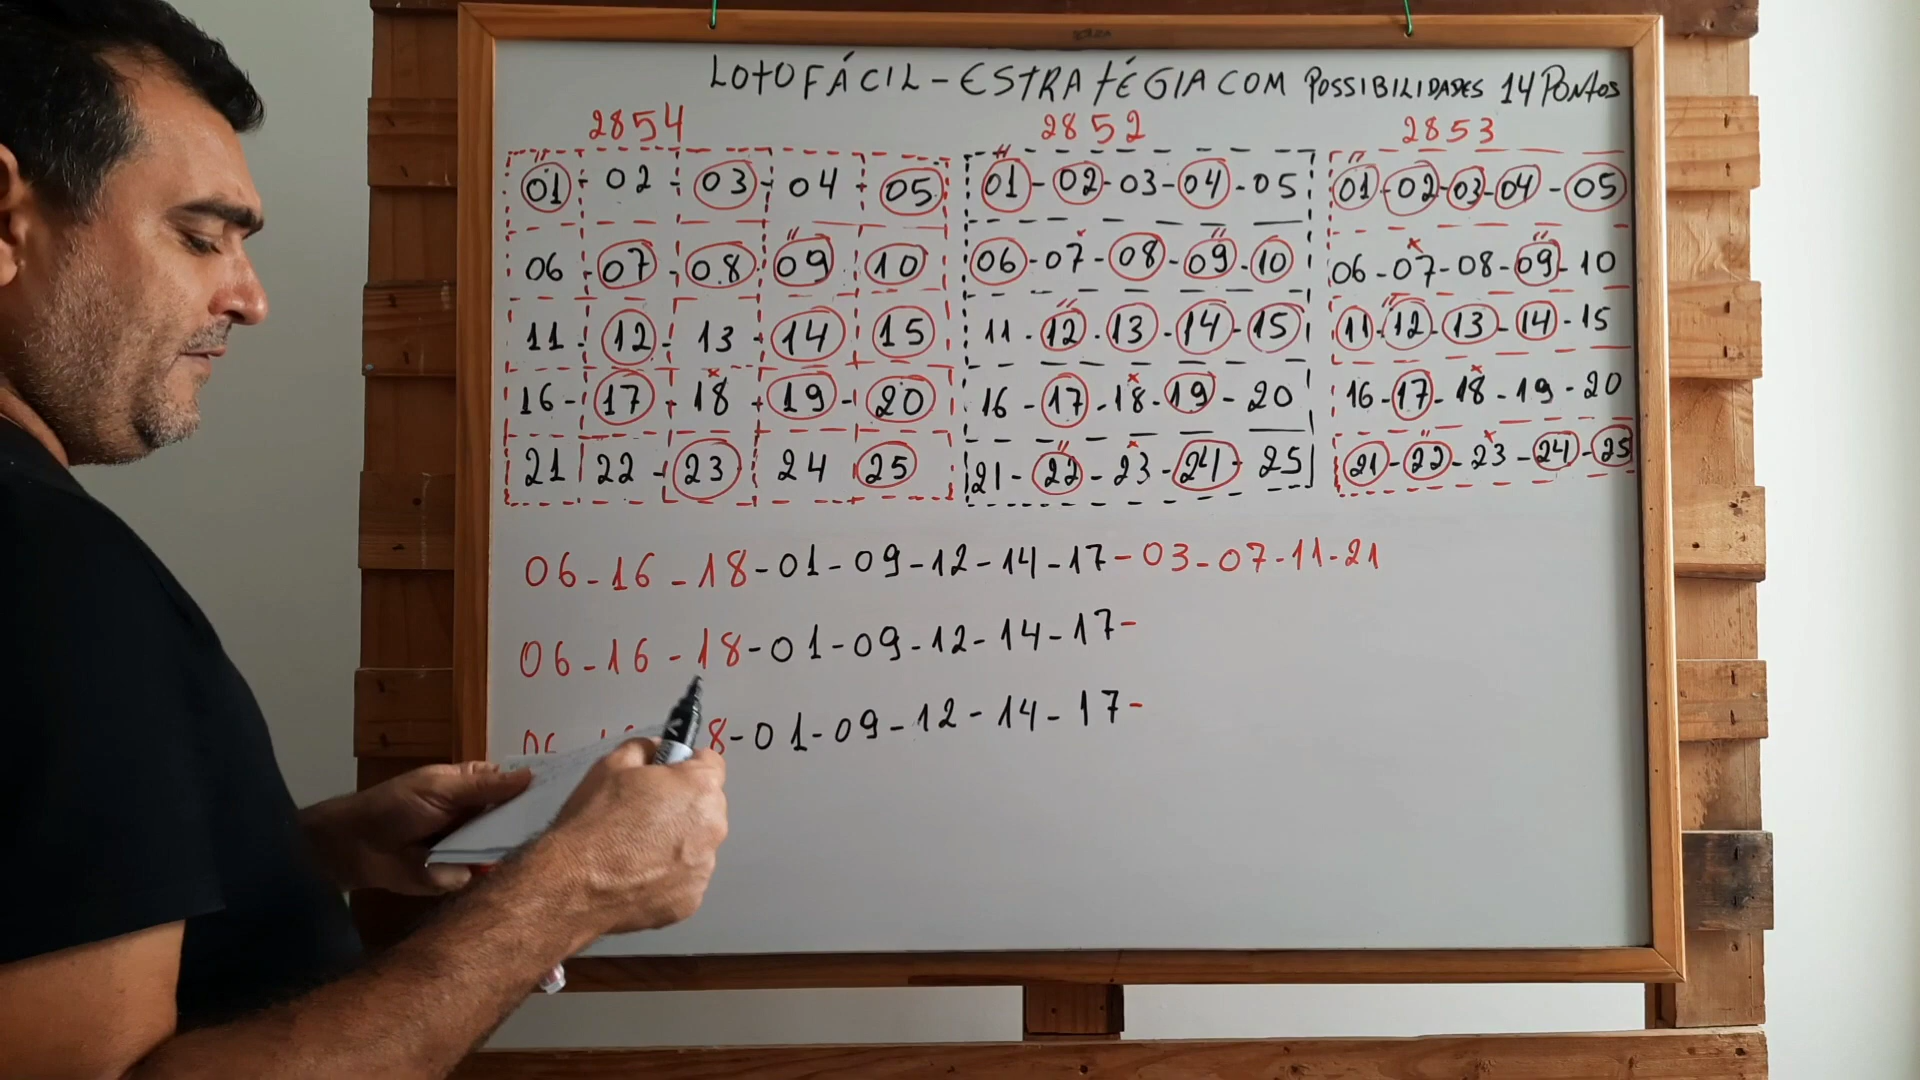 LOTOFÁCIL - ESTRATÉGIA COM POSSIBILIDADES 14 PONTOS
2854 2852 2853
01 - 02 - 03 - 04 - 05 01 - 02 - 03 - 04 - 05 01 - 02 - 03 - 04 - 05
06 - 07 - 08 - 09 - 10 06 - 07 - 08 - 09 - 10 06 - 07 - 08 - 09 - 10
11 - 12 - 13 - 14 - 15 11 - 12 - 13 - 14 - 15 11 - 12 - 13 - 14 - 15
16 - 17 - 18 - 19 - 20 16 - 17 - 18 - 19 - 20 16 - 17 - 18 - 19 - 20
21 22 - 23 24 25 21 - 22 - 23 - 24 - 25 21 - 22 - 23 - 24 - 25
06 - 16 - 18 - 01 - 09 - 12 - 14 - 17 - 03 - 07 - 11 - 21
06 - 16 - 18 - 01 - 09 - 12 - 14 - 17 -
8 - 01 - 09 - 12 - 14 - 17 -